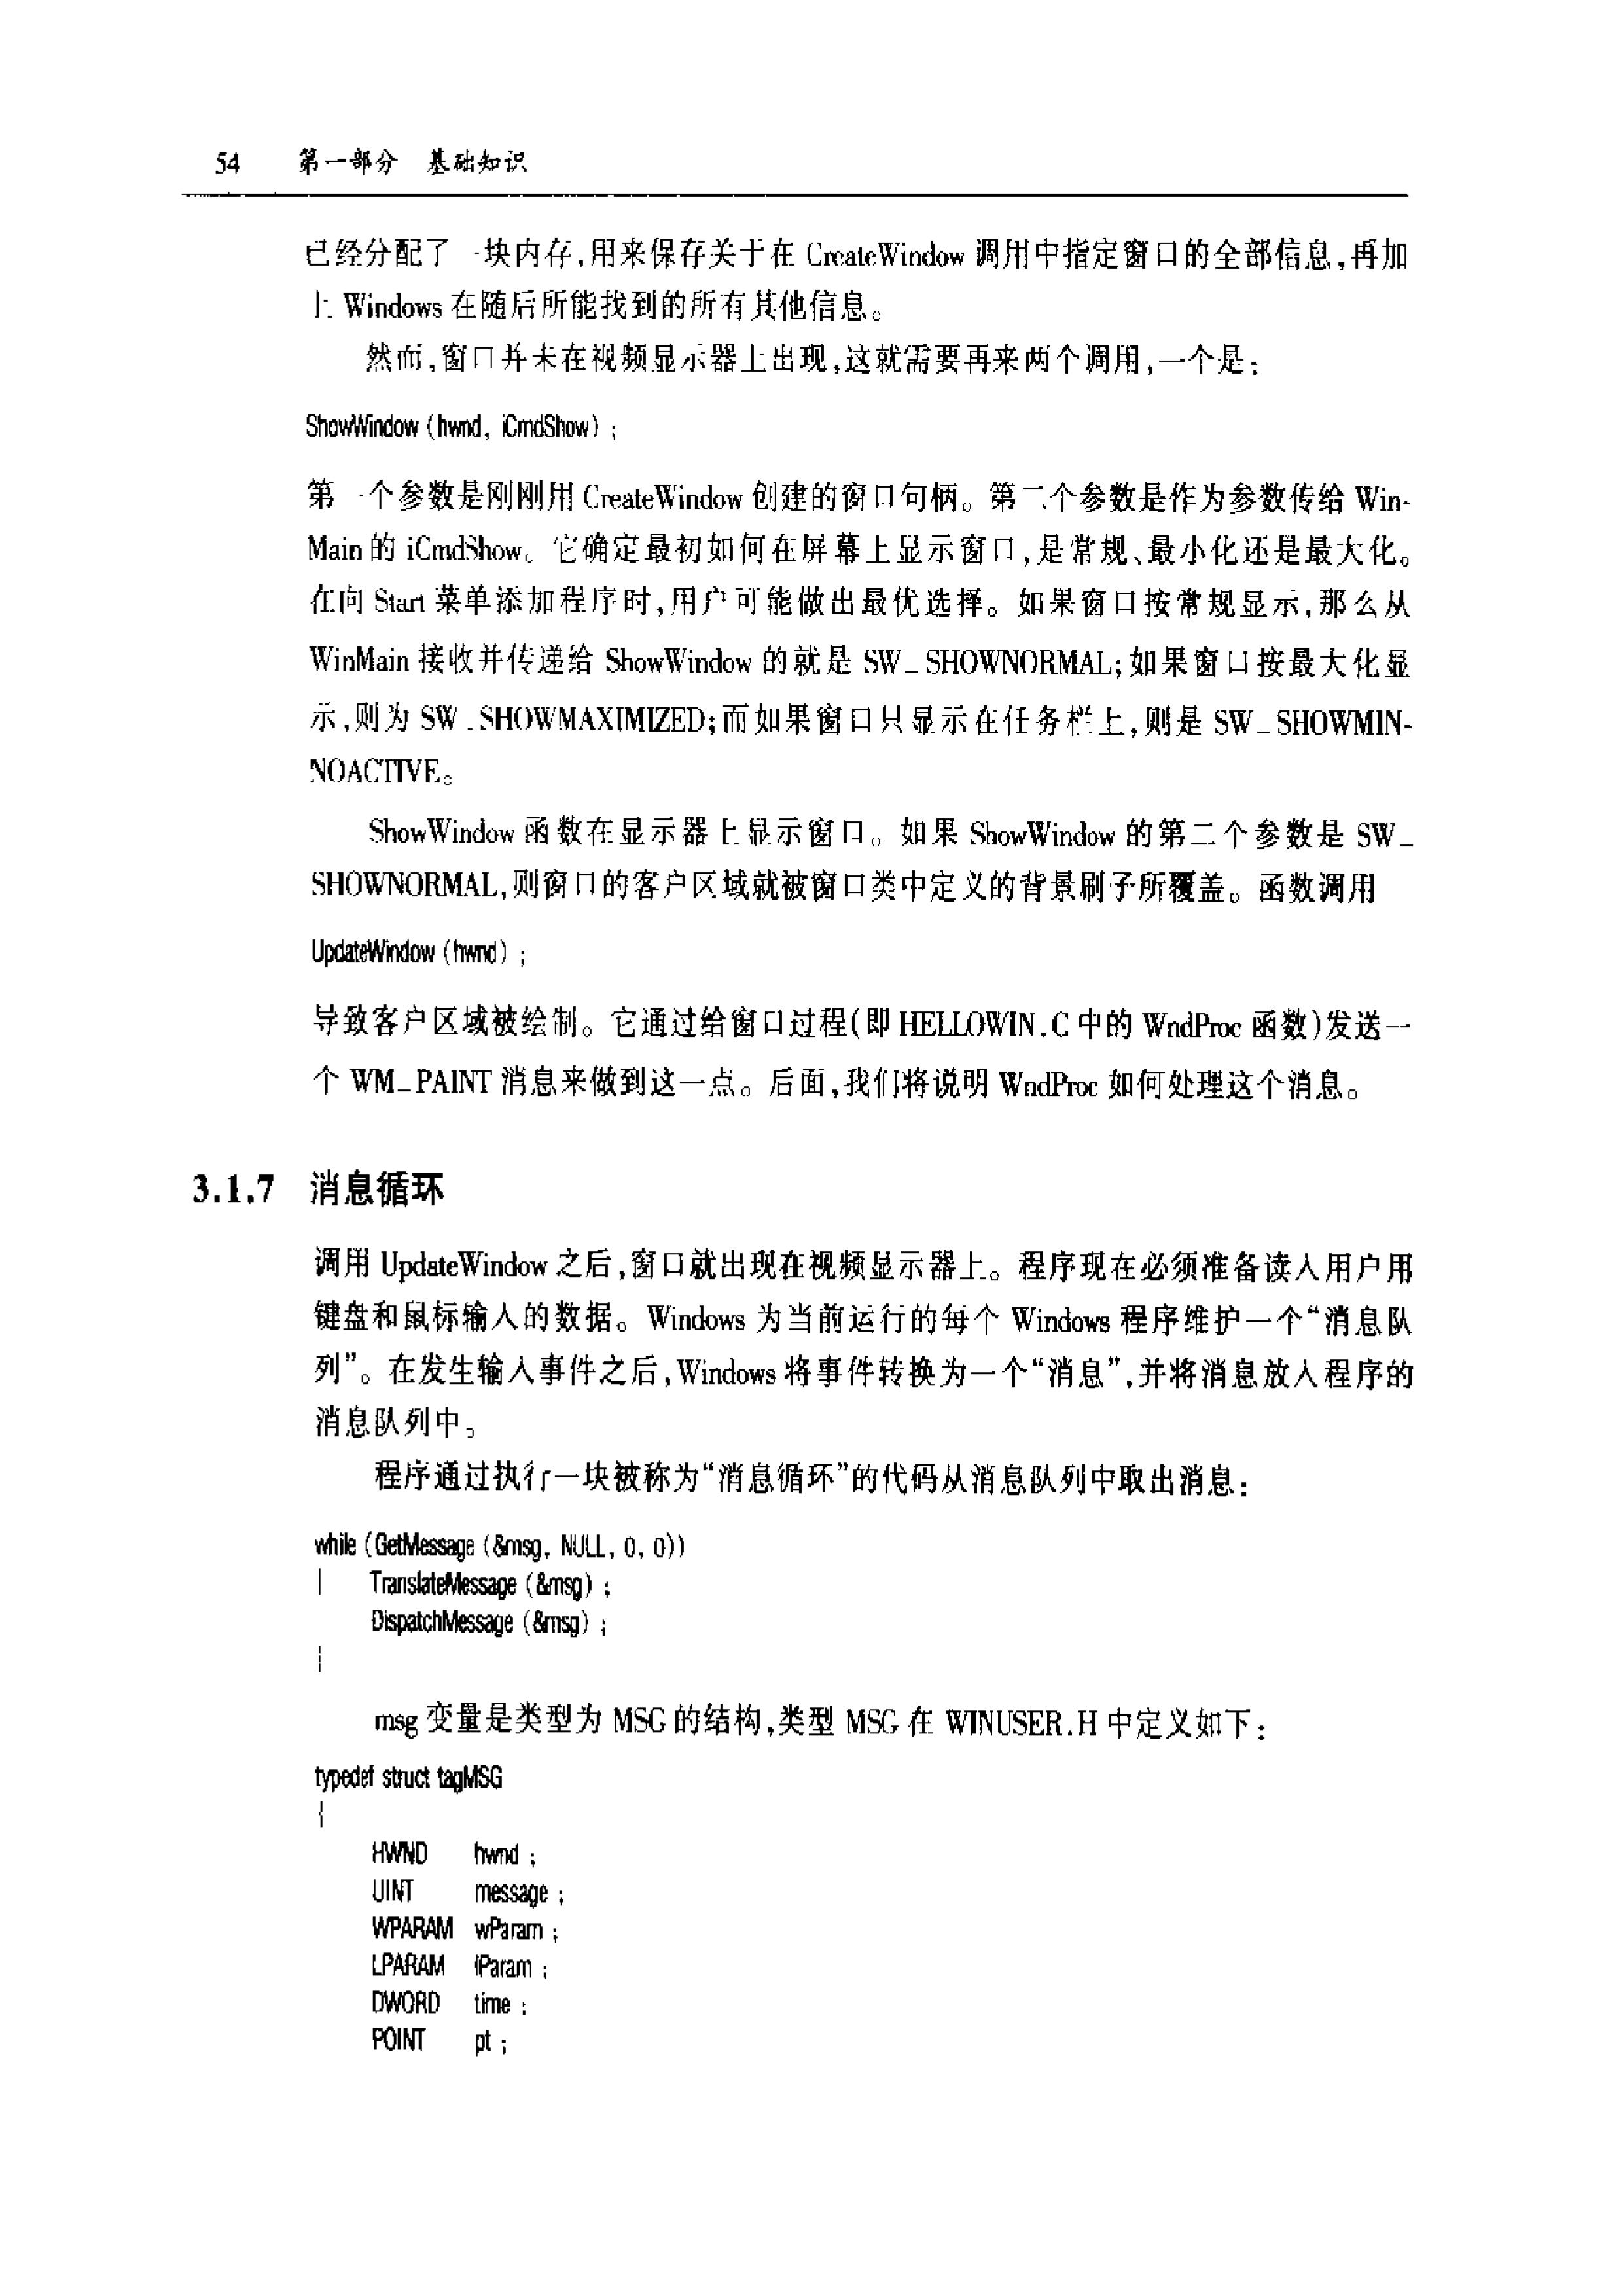 54 第一部分 基础知识
已经分配了一块内存,用来保存关于在 CreateWindow 调用中指定窗口的全部信息,再加
上 Windows 在随后所能找到的所有其他信息。
然而,窗口并未在视频显示器上出现,这就需要再来两个调用,一个是:
ShowWindow (hwnd, iCmdShow) ;
第一个参数是刚刚用 CreateWindow 创建的窗口句柄。第二个参数是作为参数传给 Win-
Main 的 iCmdShow。它确定最初如何在屏幕上显示窗口,是常规、最小化还是最大化。
在向 Start 菜单添加程序时,用户可能做出最优选择。如果窗口按常规显示,那么从
WinMain 接收并传递给 ShowWindow 的就是 SW_SHOWNORMAL;如果窗口按最大化显
示,则为 SW_SHOWMAXIMIZED;而如果窗口只显示在任务栏上,则是 SW_SHOWMIN-
NOACTIVE。
ShowWindow 函数在显示器上显示窗口。如果 ShowWindow 的第二个参数是 SW_
SHOWNORMAL,则窗口的客户区域就被窗口类中定义的背景刷子所覆盖。函数调用
UpdateWindow (hwnd) ;
导致客户区域被绘制。它通过给窗口过程(即 HELLOWIN.C 中的 WndProc 函数)发送一
个 WM_PAINT 消息来做到这一点。后面,我们将说明 WndProc 如何处理这个消息。
3.1.7 消息循环
调用 UpdateWindow 之后,窗口就出现在视频显示器上。程序现在必须准备读入用户用
键盘和鼠标输入的数据。Windows 为当前运行的每个 Windows 程序维护一个“消息队
列”。在发生输入事件之后,Windows 将事件转换为一个“消息”,并将消息放入程序的
消息队列中。
程序通过执行一块被称为“消息循环”的代码从消息队列中取出消息:
while (GetMessage (&msg, NULL, 0, 0))
{ TranslateMessage (&msg) ;
DispatchMessage (&msg) ;
}
msg 变量是类型为 MSG 的结构,类型 MSG 在 WINUSER.H 中定义如下:
typedef struct tagMSG
{
HWND hwnd ;
UINT message ;
WPARAM wParam ;
LPARAM lParam ;
DWORD time ;
POINT pt ;